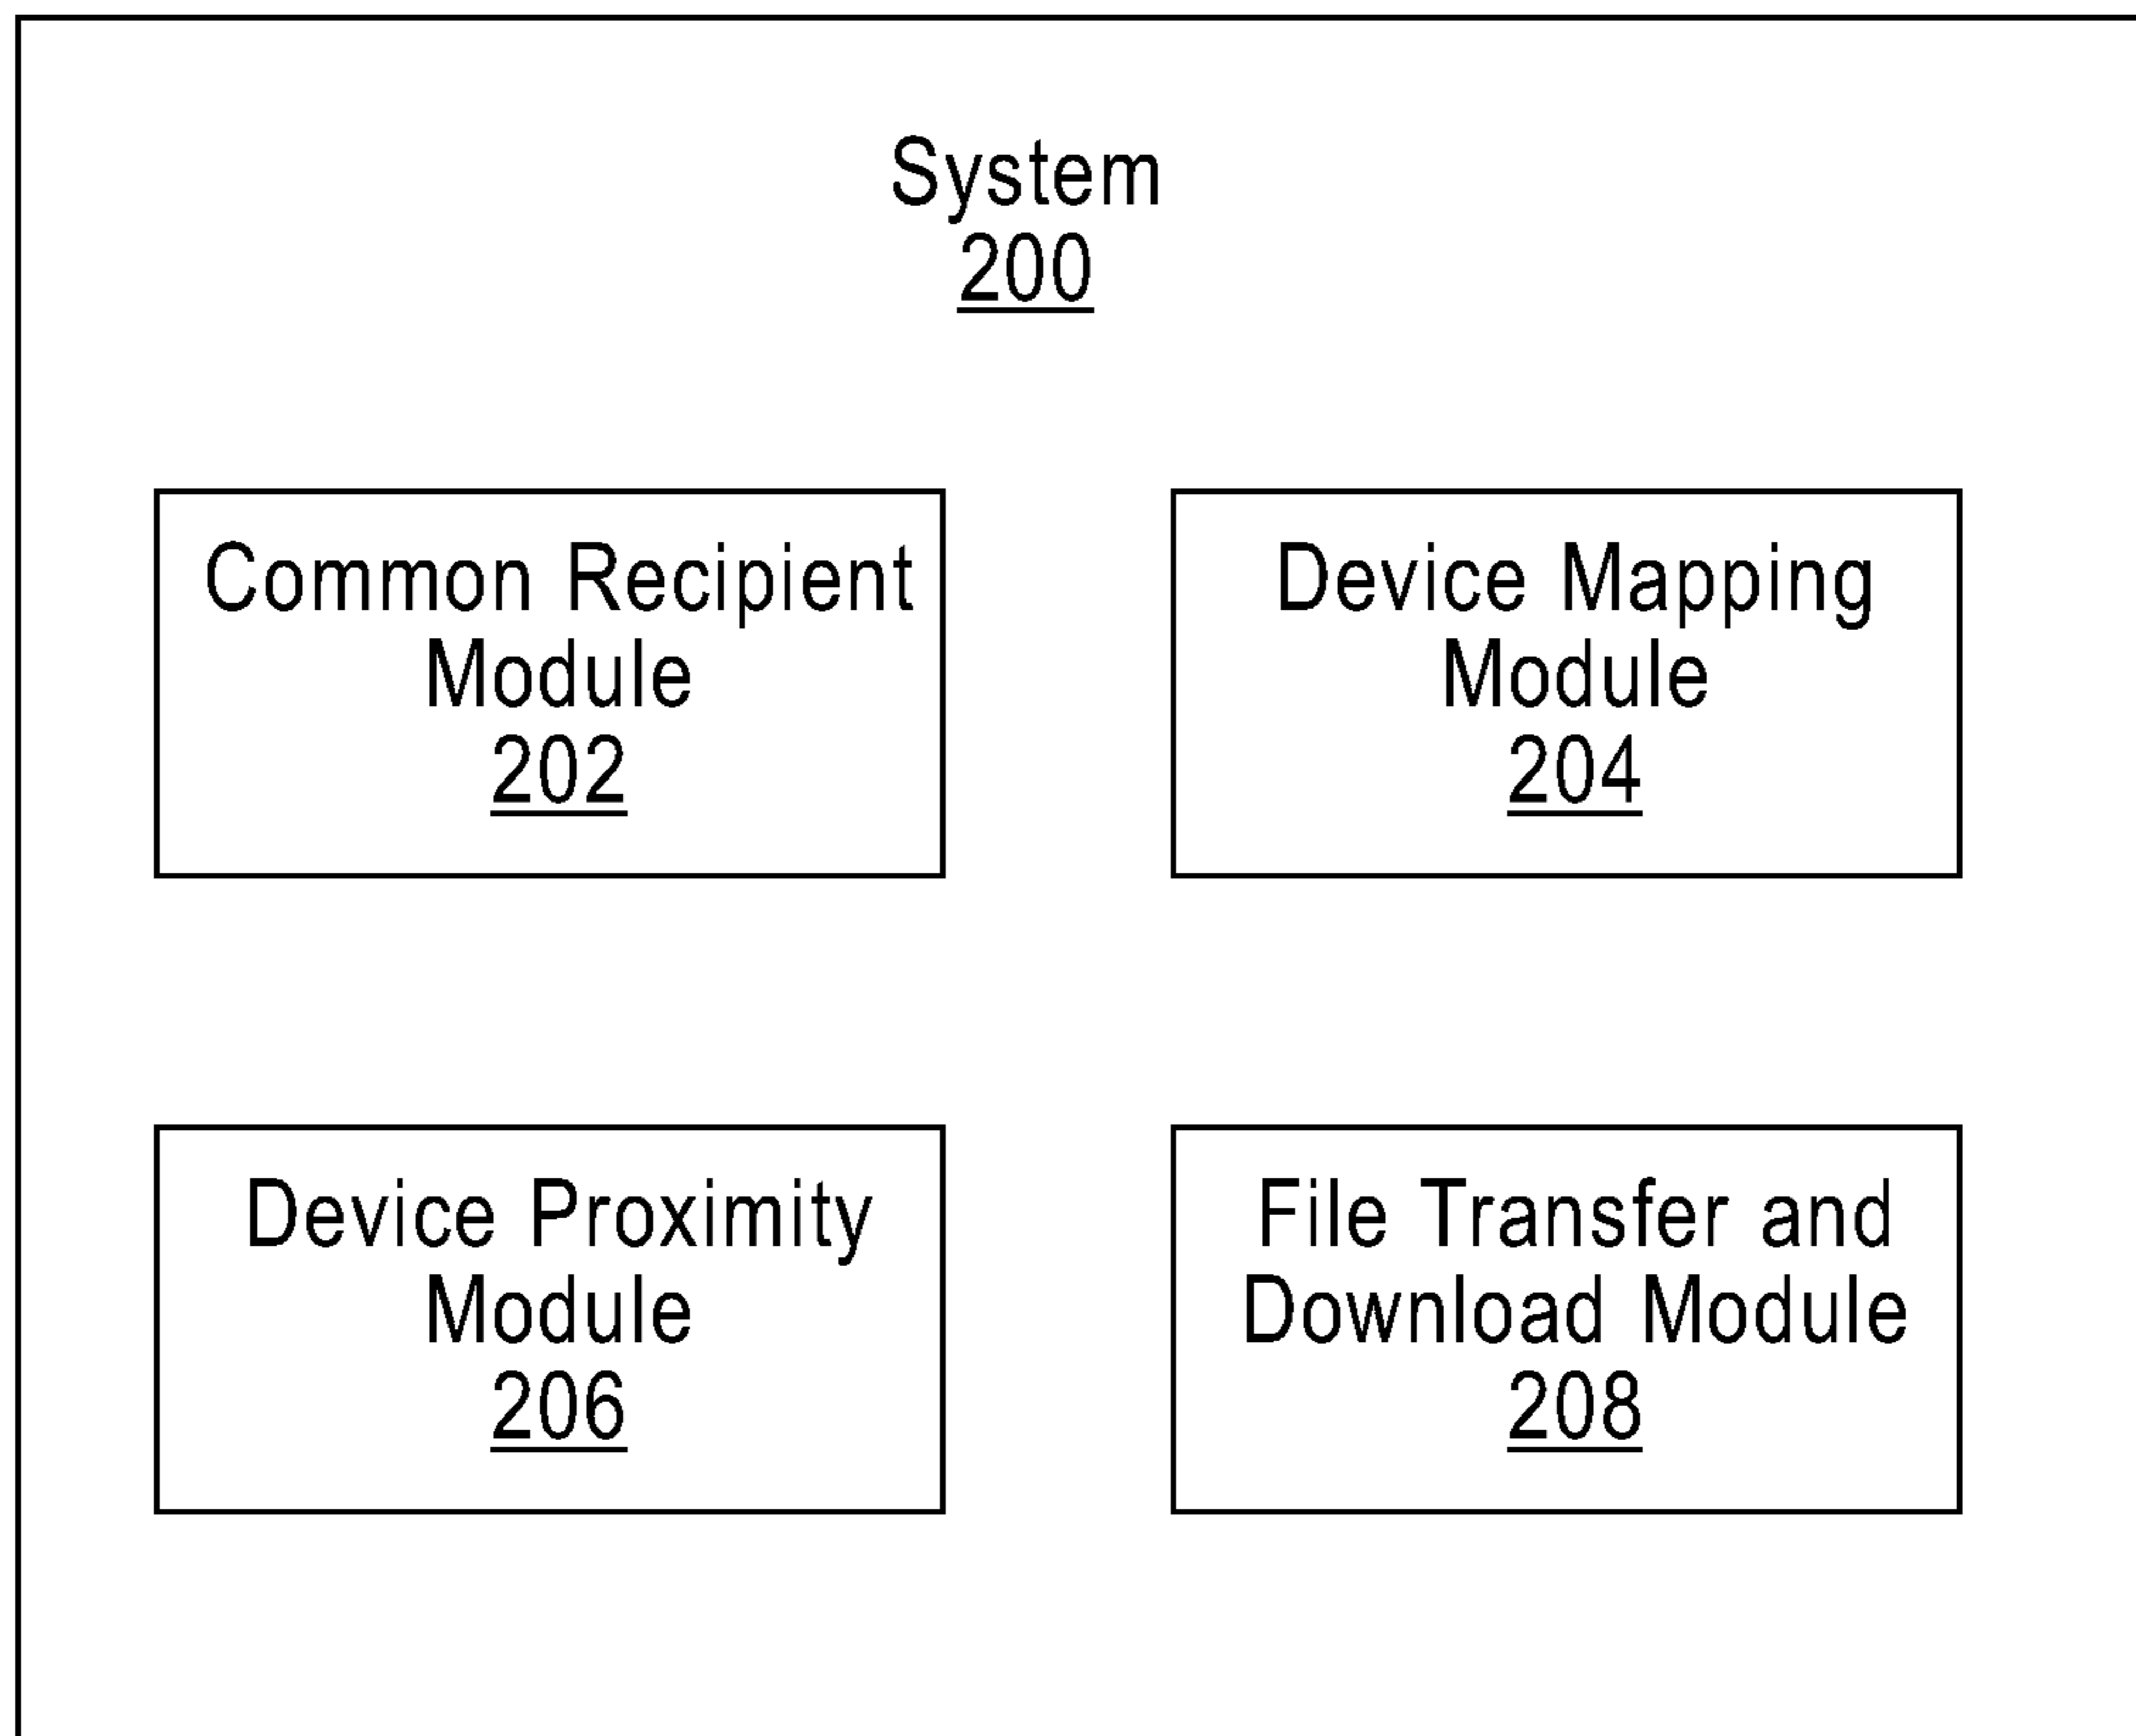 System
200
Common Recipient
Module
202
Device Mapping
Module
204
Device Proximity
Module
206
File Transfer and
Download Module
208